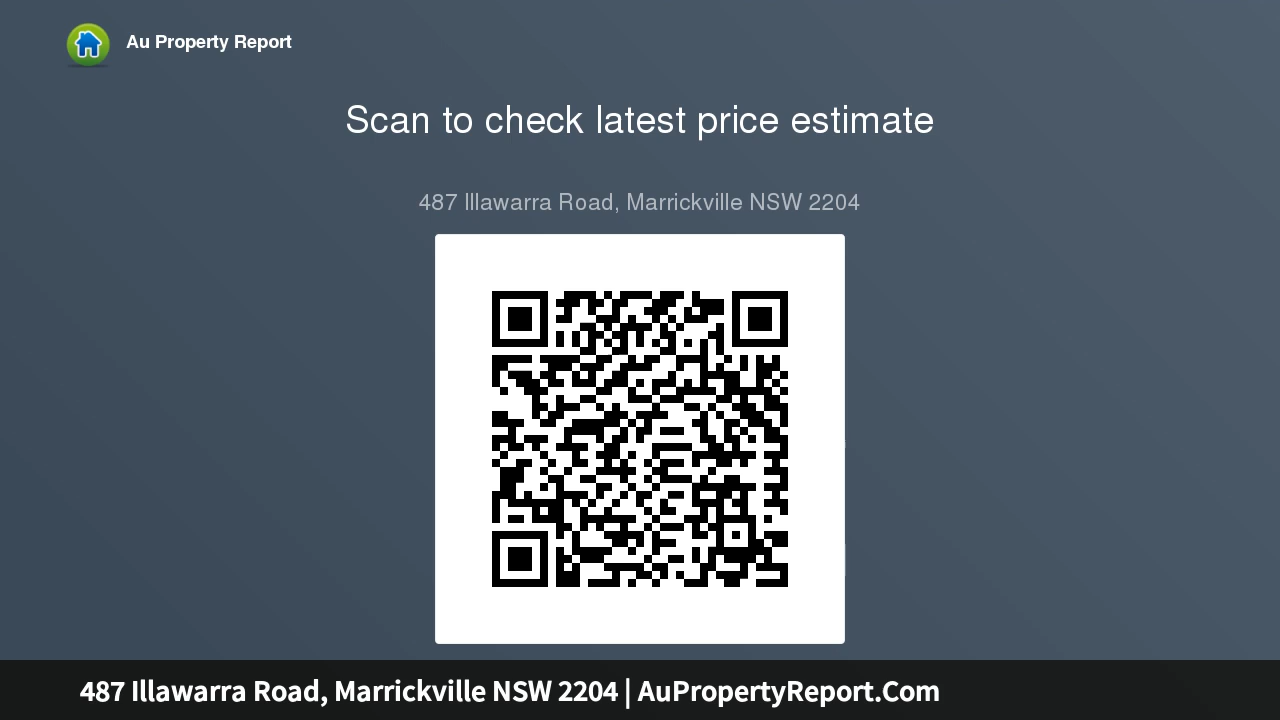 Au Property Report
Scan to check latest price estimate
487 Illawarra Road, Marrickville NSW 2204
487 Illawarra Road, Marrickville NSW 2204 | AuPropertyReport.Com